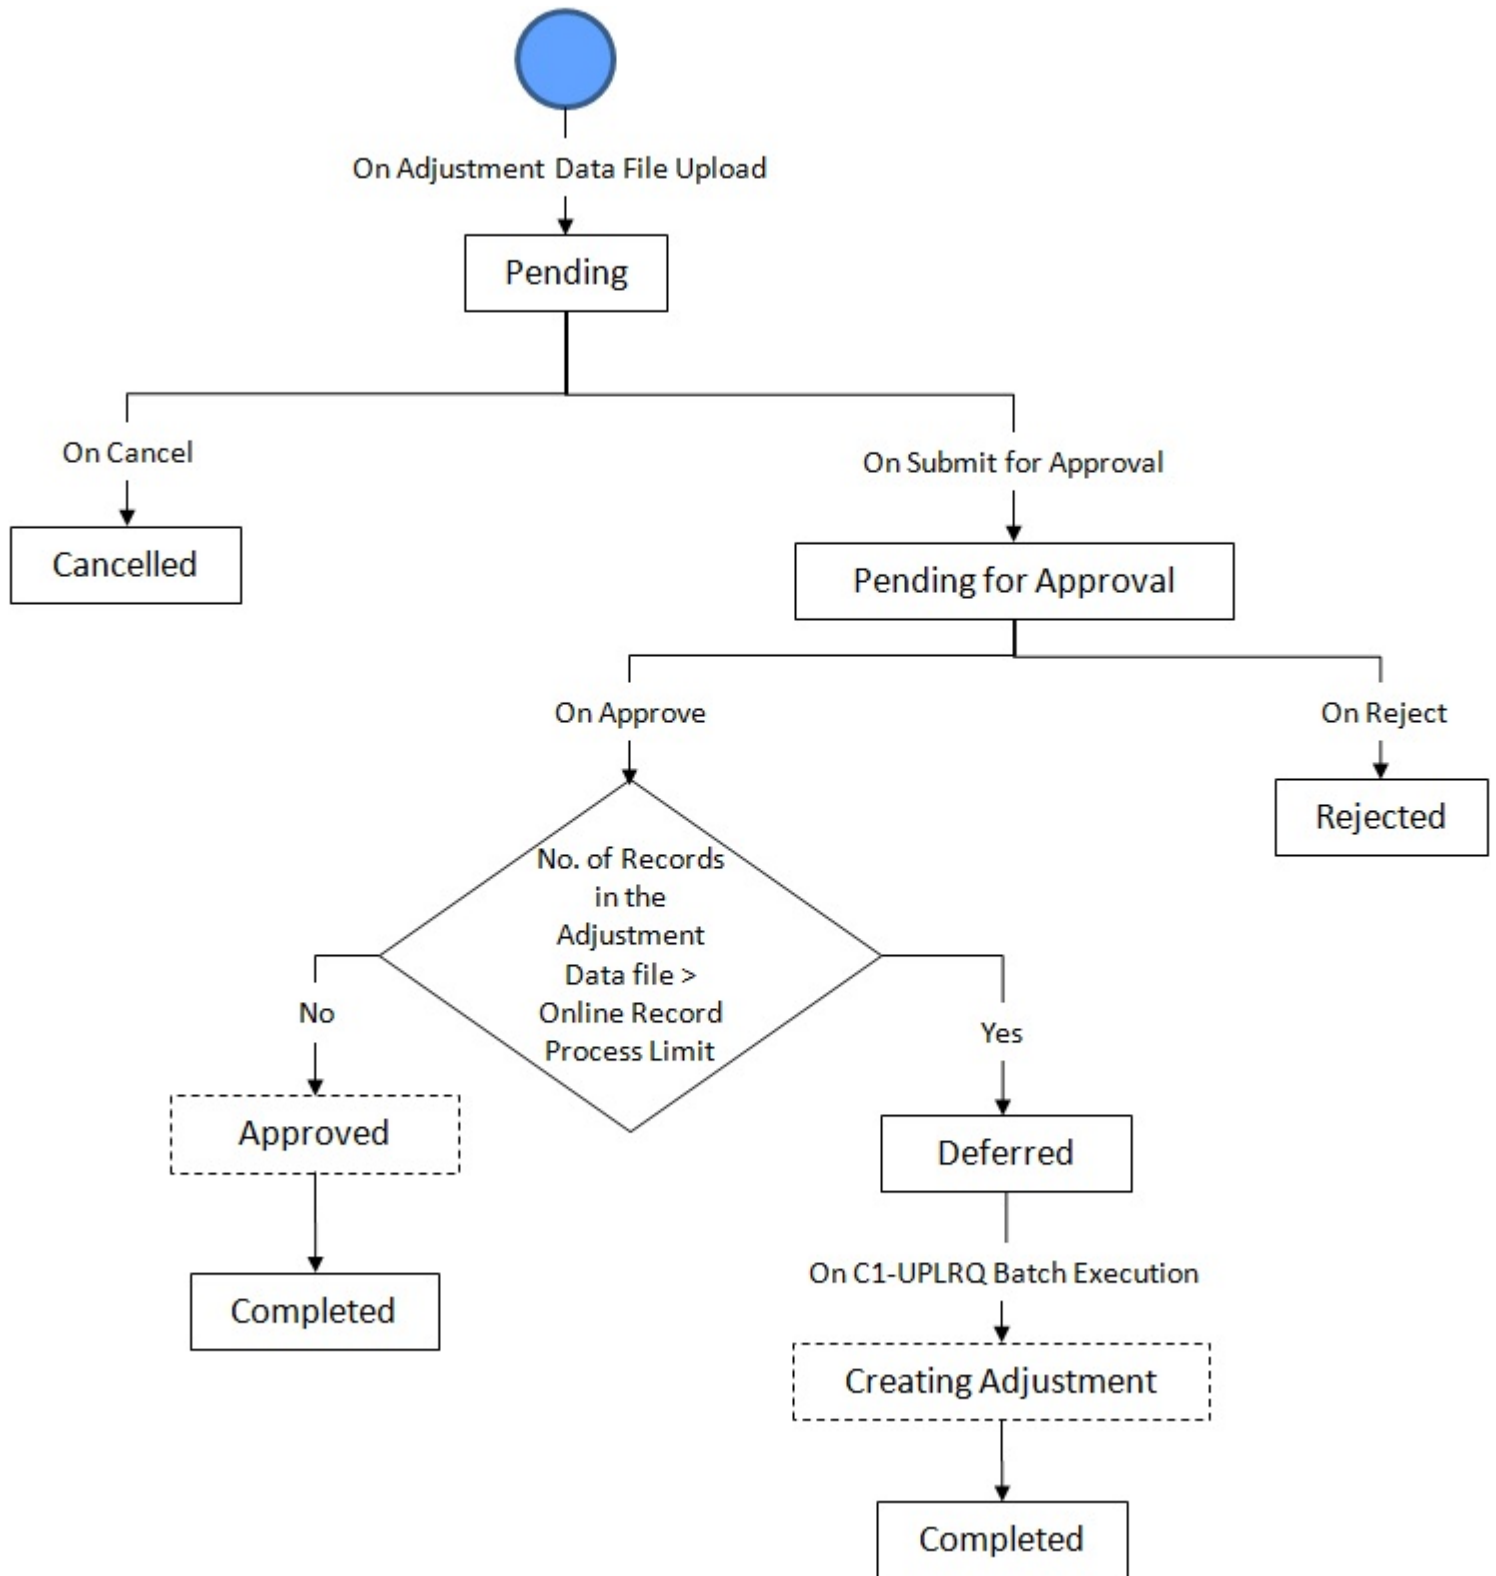 On Adjustment Data File Upload
Pending
On Cancel
On Submit for Approval
Cancelled
Pending for Approval
On Approve
On Reject
Rejected
No. of Records
in the
Adjustment
Data file >
Online Record
Process Limit
No
Yes
Approved
Deferred
Completed
On C1-UPLRQ Batch Execution
Creating Adjustment
Completed